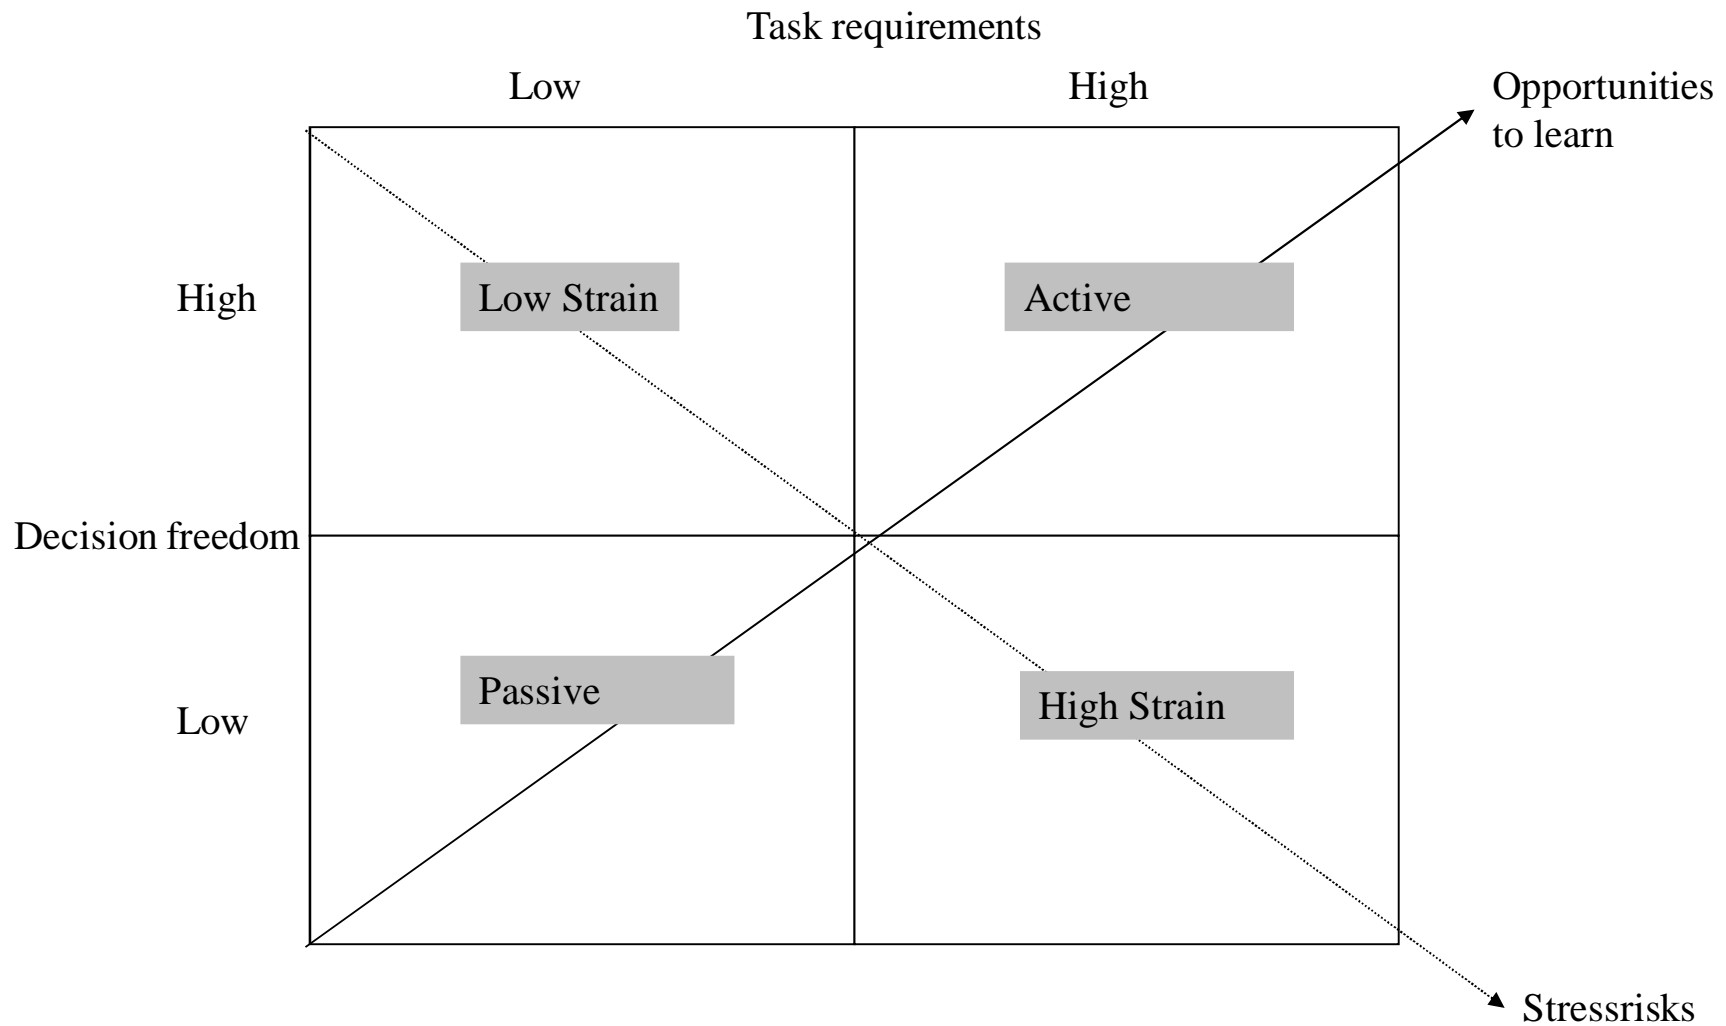 Task requirements
Low
High
Opportunities
to learn
High
Low Strain
Active
Decision freedom
Passive
High Strain
Low
Stressrisks